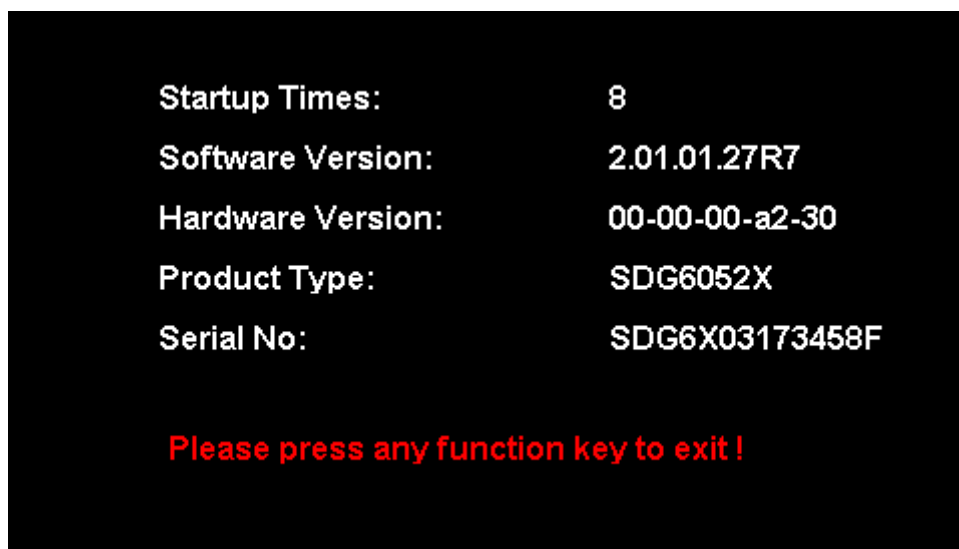 Startup Times: 8
Software Version: 2.01.01.27R7
Hardware Version: 00-00-00-a2-30
Product Type: SDG6052X
Serial No: SDG6X03173458F
Please press any function key to exit !